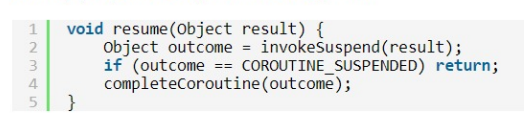 1 void resume(Object result) {
2 Object outcome = invokeSuspend(result);
3 if (outcome == COROUTINE_SUSPENDED) return;
4 completeCoroutine(outcome);
5 }